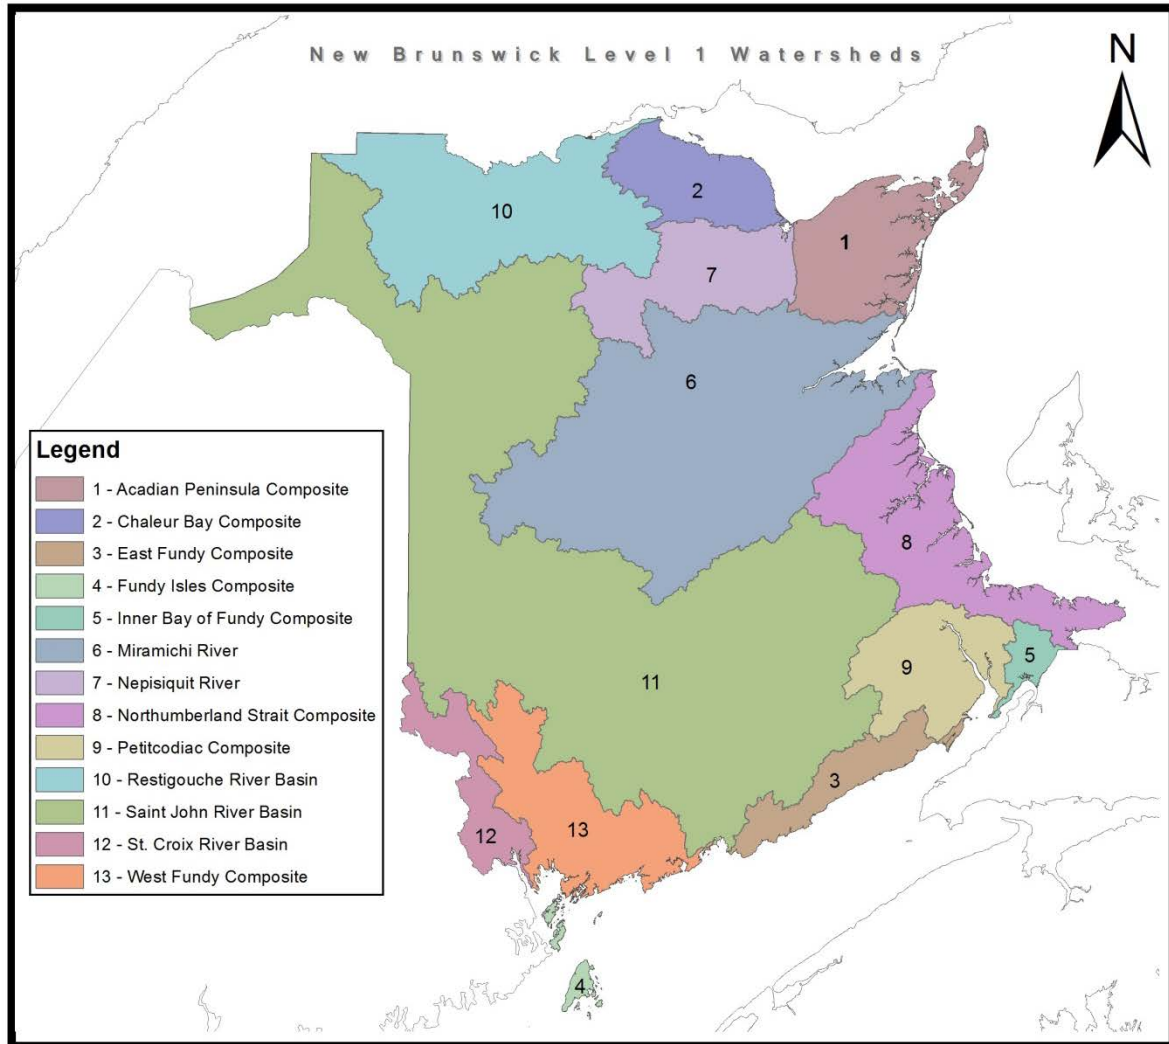 New Brunswick Level 1 Watersheds
N
2
10
1
7
6
Legend
1 - Acadian Peninsula Composite
2 - Chaleur Bay Composite
3 - East Fundy Composite
4 - Fundy Isles Composite
5 - Inner Bay of Fundy Composite
6 - Miramichi River
7 - Nepisiquit River
8 - Northumberland Strait Composite
9 - Petitcodiac Composite
10 - Restigouche River Basin
11 - Saint John River Basin
12 - St. Croix River Basin
13 - West Fundy Composite
8
5
9
11
3
13
12
4